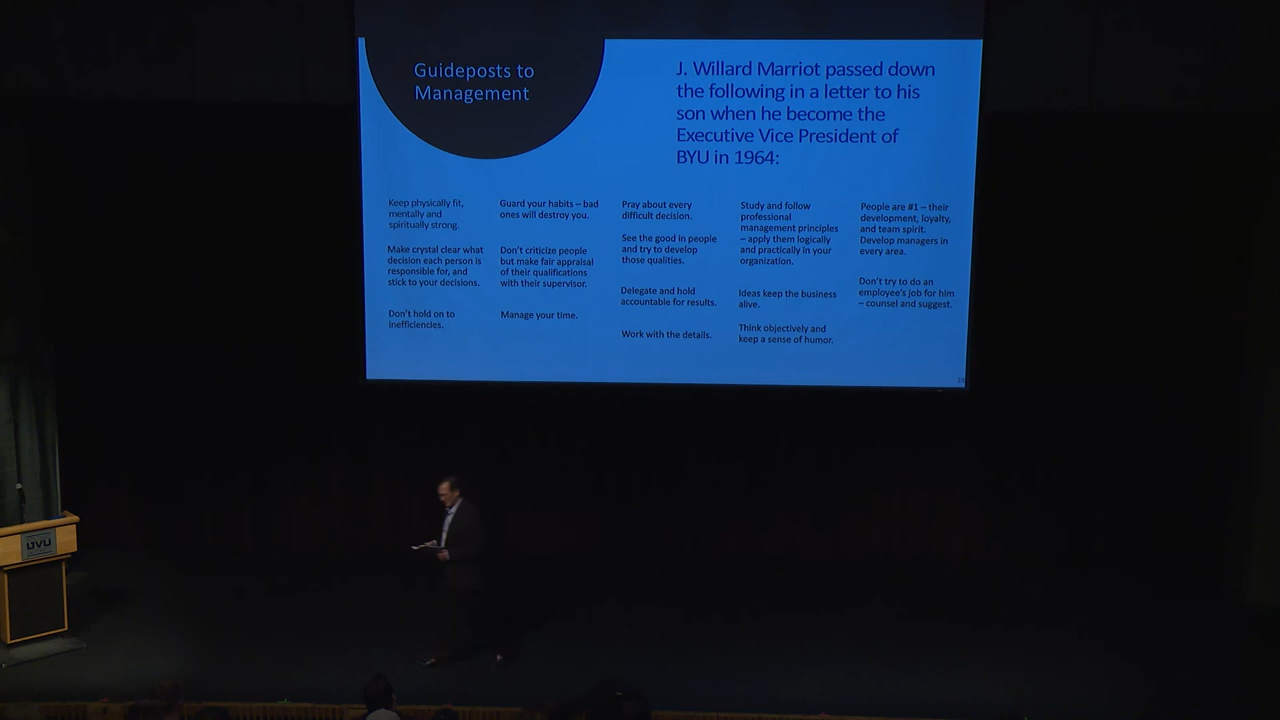 Guideposts to
Management
J. Willard Marriot passed down
the following in a letter to his
son when he become the
Executive Vice President of
BYU in 1964:
Keep physically fit,
mentally and
spiritually strong.
Make crystal clear what
decision each person is
responsible for, and
stick to your decisions.
Don't hold on to
inefficiencies.
Guard your habits – bad
ones will destroy you.
Don't criticize people
but make fair appraisal
of their qualifications
with their supervisor.
Manage your time.
Pray about every
difficult decision.
See the good in people
and try to develop
those qualities.
Delegate and hold
accountable for results.
Work with the details.
Study and follow
professional
management principles
– apply them logically
and practically in your
organization.
Ideas keep the business
alive.
Think objectively and
keep a sense of humor.
People are #1 – their
development, loyalty,
and team spirit.
Develop managers in
every area.
Don't try to do an
employee's job for him
– counsel and suggest.
BYU